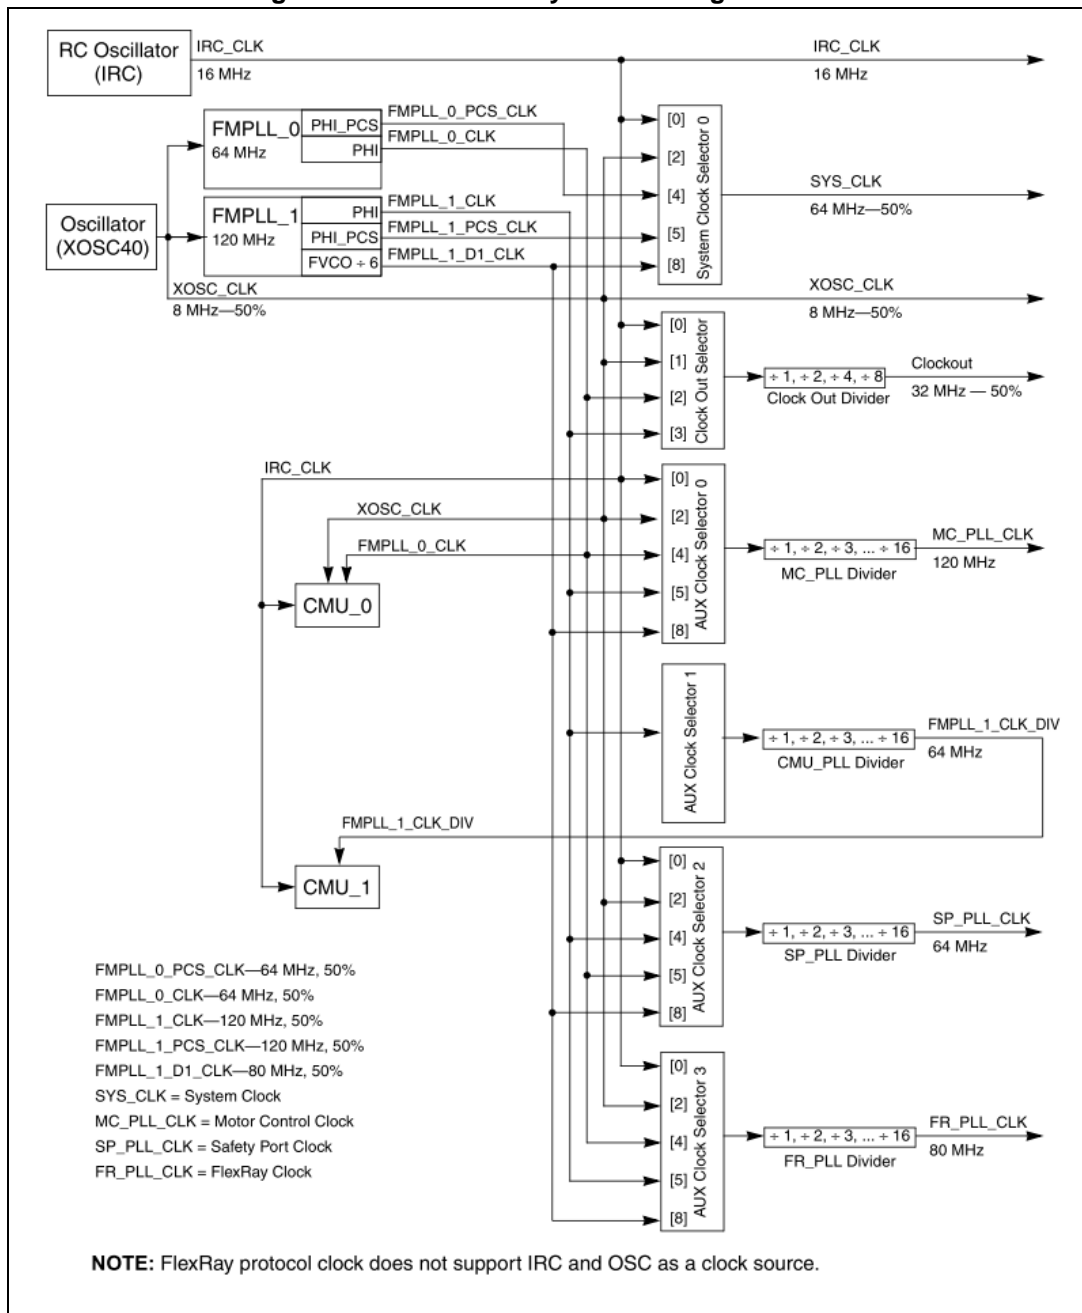 RC Oscillator
(IRC)
IRC_CLK
16 MHz
IRC_CLK
16 MHz
FMPLL_0
64 MHz
PHI_PCS
PHI
FMPLL_0_PCS_CLK
FMPLL_0_CLK
Oscillator
(XOSC40)
FMPLL_1
120 MHz
PHI
PHI_PCS
FVCO ÷ 6
FMPLL_1_CLK
FMPLL_1_PCS_CLK
FMPLL_1_D1_CLK
XOSC_CLK
8 MHz—50%
[0]
[2]
[4]
[5]
[8]
System Clock Selector 0
SYS_CLK
64 MHz—50%
XOSC_CLK
8 MHz—50%
[0]
[1]
[2]
[3]
Clock Out Selector
÷ 1, ÷ 2, ÷ 4, ÷ 8
Clock Out Divider
Clockout
32 MHz — 50%
IRC_CLK
XOSC_CLK
FMPLL_0_CLK
CMU_0
[0]
[2]
[4]
[5]
[8]
AUX Clock Selector 0
÷ 1, ÷ 2, ÷ 3, ... ÷ 16
MC_PLL Divider
MC_PLL_CLK
120 MHz
AUX Clock Selector 1
÷ 1, ÷ 2, ÷ 3, ... ÷ 16
CMU_PLL Divider
FMPLL_1_CLK_DIV
64 MHz
FMPLL_1_CLK_DIV
CMU_1
[0]
[2]
[4]
[5]
[8]
AUX Clock Selector 2
÷ 1, ÷ 2, ÷ 3, ... ÷ 16
SP_PLL Divider
SP_PLL_CLK
64 MHz
[0]
[2]
[4]
[5]
[8]
AUX Clock Selector 3
÷ 1, ÷ 2, ÷ 3, ... ÷ 16
FR_PLL Divider
FR_PLL_CLK
80 MHz
FMPLL_0_PCS_CLK—64 MHz, 50%
FMPLL_0_CLK—64 MHz, 50%
FMPLL_1_CLK—120 MHz, 50%
FMPLL_1_PCS_CLK—120 MHz, 50%
FMPLL_1_D1_CLK—80 MHz, 50%
SYS_CLK = System Clock
MC_PLL_CLK = Motor Control Clock
SP_PLL_CLK = Safety Port Clock
FR_PLL_CLK = FlexRay Clock
NOTE: FlexRay protocol clock does not support IRC and OSC as a clock source.